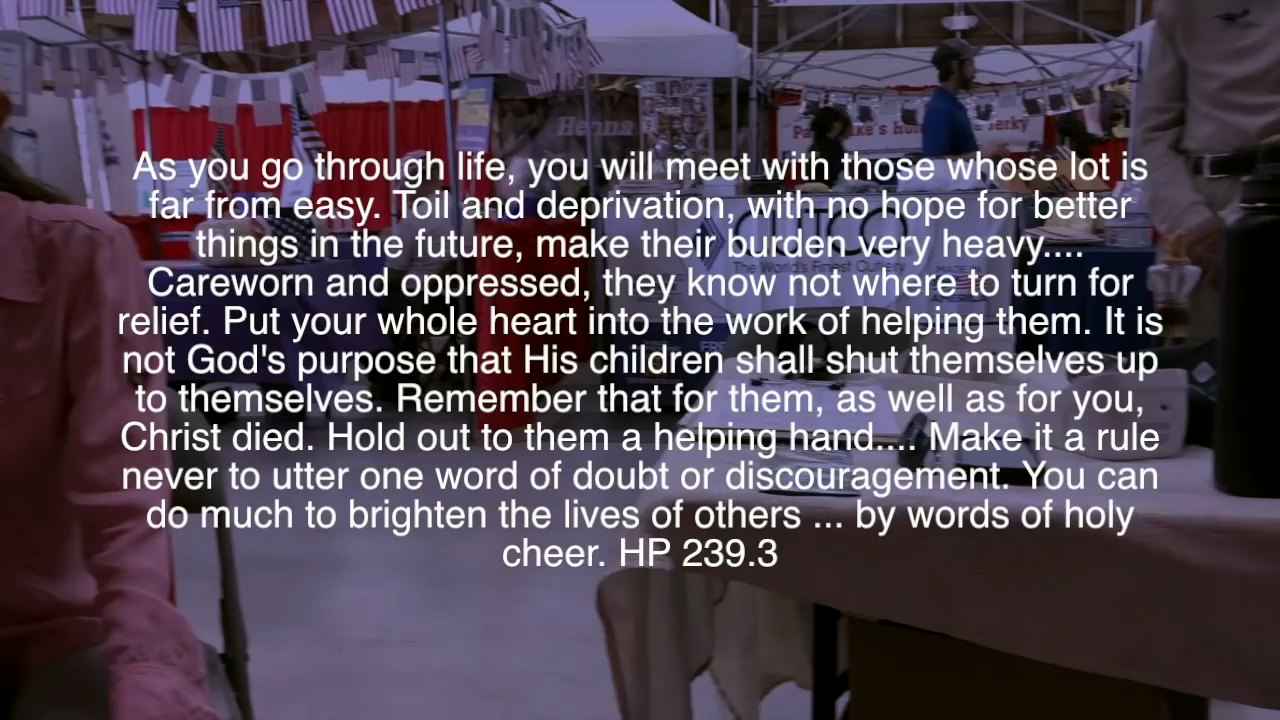 Henna
As you go through life, you will meet with those whose lot is
far from easy. Toil and deprivation, with no hope for better
things in the future, make their burden very heavy....
Careworn and oppressed, they know not where to turn for
relief. Put your whole heart into the work of helping them. It is
not God's purpose that His children shall shut themselves up
to themselves. Remember that for them, as well as for you,
Christ died. Hold out to them a helping hand.... Make it a rule
never to utter one word of doubt or discouragement. You can
do much to brighten the lives of others ... by words of holy
cheer. HP 239.3
The World's Finest Cutlery